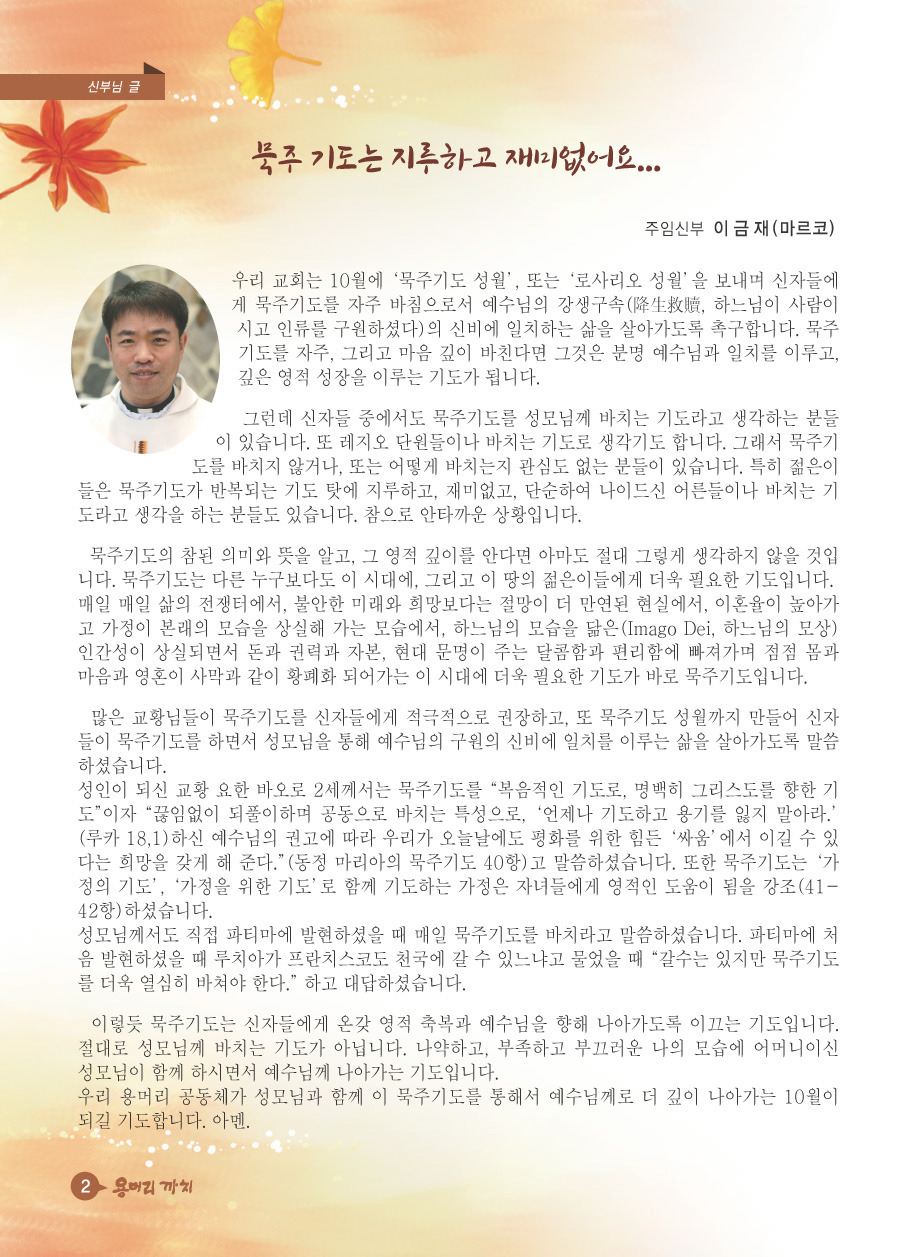 신부님 글
묵주 기도는 지루하고 재미없어요...
주임신부 이 금 재(마르코)
우리 교회는 10월에 ‘묵주기도 성월’, 또는 ‘로사리오 성월’을 보내며 신자들에
게 묵주기도를 자주 바침으로서 예수님의 강생구속(降生救贖, 하느님이 사람이
시고 인류를 구원하셨다)의 신비에 일치하는 삶을 살아가도록 촉구합니다. 묵주
기도를 자주, 그리고 마음 깊이 바친다면 그것은 분명 예수님과 일치를 이루고,
깊은 영적 성장을 이루는 기도가 됩니다.
그런데 신자들 중에서도 묵주기도를 성모님께 바치는 기도라고 생각하는 분들
이 있습니다. 또 레지오 단원들이나 바치는 기도로 생각기도 합니다. 그래서 묵주기
도를 바치지 않거나, 또는 어떻게 바치는지 관심도 없는 분들이 있습니다. 특히 젊은이
들은 묵주기도가 반복되는 기도 탓에 지루하고, 재미없고, 단순하여 나이드신 어른들이나 바치는 기
도라고 생각을 하는 분들도 있습니다. 참으로 안타까운 상황입니다.
묵주기도의 참된 의미와 뜻을 알고, 그 영적 깊이를 안다면 아마도 절대 그렇게 생각하지 않을 것입
니다. 묵주기도는 다른 누구보다도 이 시대에, 그리고 이 땅의 젊은이들에게 더욱 필요한 기도입니다.
매일 매일 삶의 전쟁터에서, 불안한 미래와 희망보다는 절망이 더 만연된 현실에서, 이혼율이 높아가
고 가정이 본래의 모습을 상실해 가는 모습에서, 하느님의 모습을 닮은(Imago Dei, 하느님의 모상)
인간성이 상실되면서 돈과 권력과 자본, 현대 문명이 주는 달콤함과 편리함에 빠져가며 점점 몸과
마음과 영혼이 사막과 같이 황폐화 되어가는 이 시대에 더욱 필요한 기도가 바로 묵주기도입니다.
많은 교황님들이 묵주기도를 신자들에게 적극적으로 권장하고, 또 묵주기도 성월까지 만들어 신자
들이 묵주기도를 하면서 성모님을 통해 예수님의 구원의 신비에 일치를 이루는 삶을 살아가도록 말씀
하셨습니다.
성인이 되신 교황 요한 바오로 2세께서는 묵주기도를 “복음적인 기도로, 명백히 그리스도를 향한 기
도”이자 “끊임없이 되풀이하며 공동으로 바치는 특성으로, ‘언제나 기도하고 용기를 잃지 말아라.’
(루카 18,1)하신 예수님의 권고에 따라 우리가 오늘날에도 평화를 위한 힘든 ‘싸움’에서 이길 수 있
다는 희망을 갖게 해 준다.”(동정 마리아의 묵주기도 40항)고 말씀하셨습니다. 또한 묵주기도는 ‘가
정의 기도’, ‘가정을 위한 기도’로 함께 기도하는 가정은 자녀들에게 영적인 도움이 됨을 강조(41-
42항)하셨습니다.
성모님께서도 직접 파티마에 발현하셨을 때 매일 묵주기도를 바치라고 말씀하셨습니다. 파티마에 처
음 발현하셨을 때 루치아가 프란치스코도 천국에 갈 수 있느냐고 물었을 때 “갈수는 있지만 묵주기도
를 더욱 열심히 바쳐야 한다.” 하고 대답하셨습니다.
이렇듯 묵주기도는 신자들에게 온갖 영적 축복과 예수님을 향해 나아가도록 이끄는 기도입니다.
절대로 성모님께 바치는 기도가 아닙니다. 나약하고, 부족하고 부끄러운 나의 모습에 어머니이신
성모님이 함께 하시면서 예수님께 나아가는 기도입니다.
우리 용머리 공동체가 성모님과 함께 이 묵주기도를 통해서 예수님께로 더 깊이 나아가는 10월이
되길 기도합니다. 아멘.
2 용머리 까치